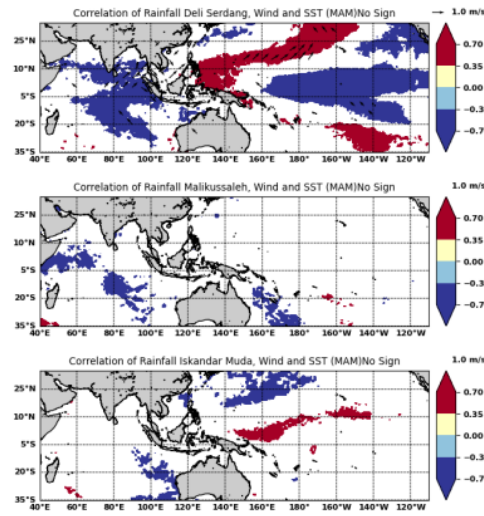 Correlation of Rainfall Deli Serdang, Wind and SST (MAM)No Sign
1.0 m/s
25°N
10°N
5°S
20°S
35°S
40°E 60°E 80°E 100°E 120°E 140°E 160°E 180° 160°W 140°W 120°W
0.70
0.35
0.00
-0.3
-0.7
Correlation of Rainfall Malikussaleh, Wind and SST (MAM)No Sign
1.0 m/s
25°N
10°N
5°S
20°S
35°S
40°E 60°E 80°E 100°E 120°E 140°E 160°E 180° 160°W 140°W 120°W
0.70
0.35
0.00
-0.3
-0.7
Correlation of Rainfall Iskandar Muda, Wind and SST (MAM)No Sign
1.0 m/s
25°N
10°N
5°S
20°S
35°S
40°E 60°E 80°E 100°E 120°E 140°E 160°E 180° 160°W 140°W 120°W
0.70
0.35
0.00
-0.3
-0.7